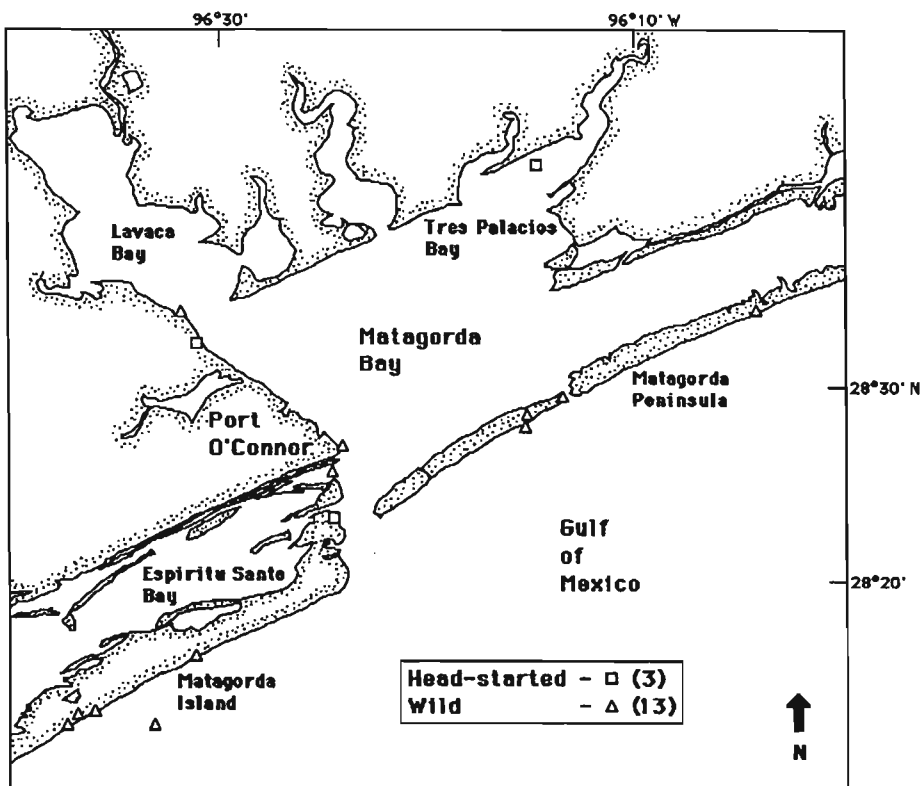 96°30'
96°10' W
Lavaca
Bay
Tres Palacios
Bay
Matagorda
Bay
Matagorda
Peninsula
28°30' N
Port
O'Connor
Gulf
of
Mexico
Espiritu Santo
Bay
28°20'
Matagorda
Island
Head-started - □ (3)
Wild - △ (13)
N